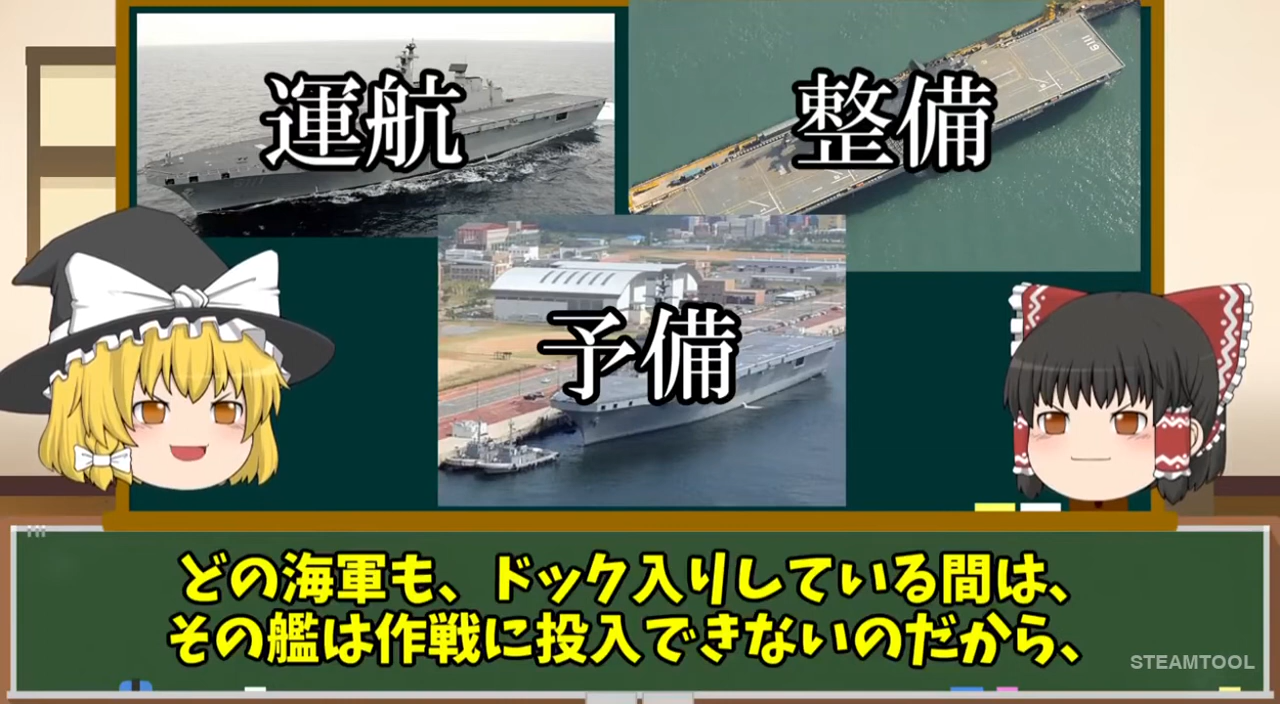 運航
整備
予備
6111
どの海軍も、ドック入りしている間は、
その艦は作戦に投入できないのだから、
STEAMTOOL